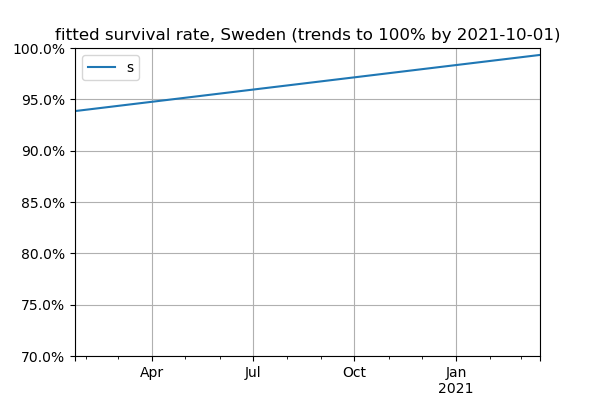 fitted survival rate, Sweden (trends to 100% by 2021-10-01)
100.0%
s
95.0%
90.0%
85.0%
80.0%
75.0%
70.0%
Apr
Jul
Oct
Jan
2021